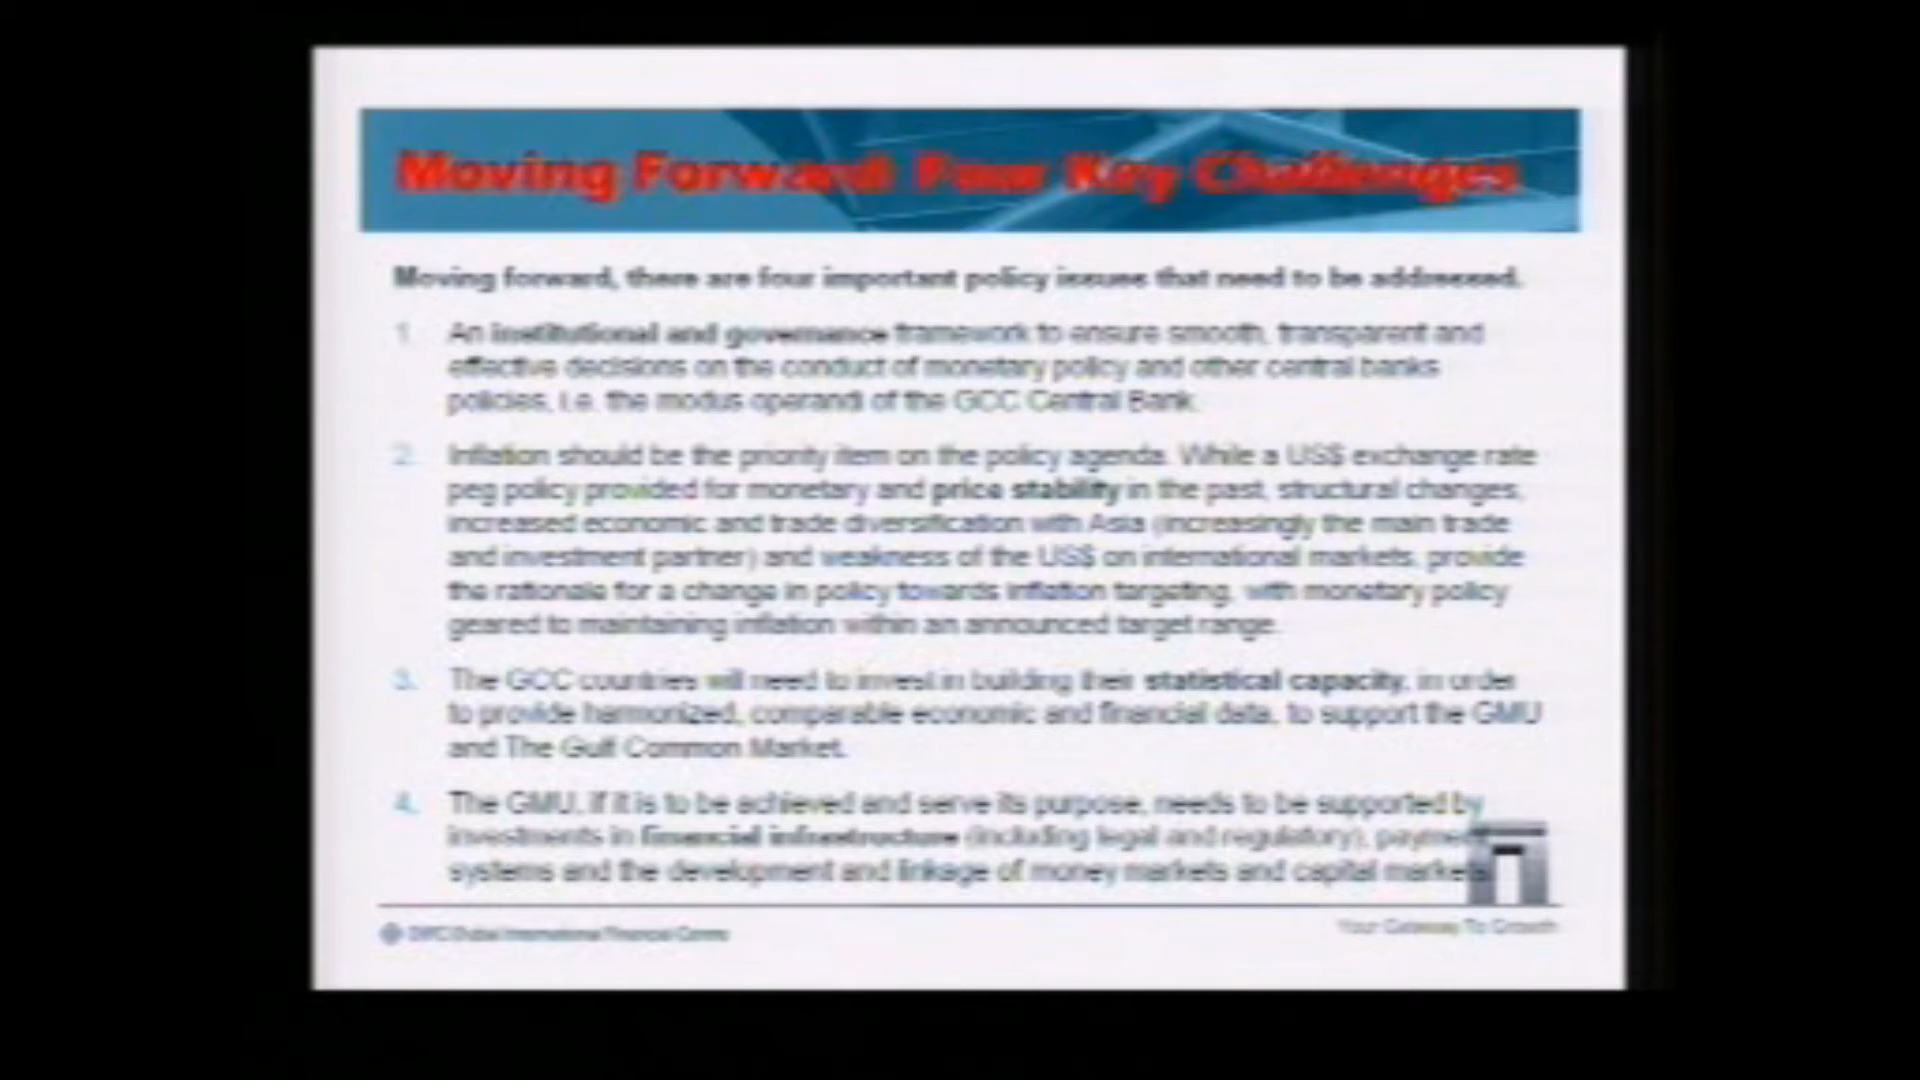 Moving Forward: Four Key Challenges
Moving forward, there are four important policy issues that need to be addressed.
1. An institutional and governance framework to ensure smooth, transparent and
effective decisions on the conduct of monetary policy and other central banks
policies, i.e. the modus operandi of the GCC Central Bank.
2. Inflation should be the priority item on the policy agenda. While a US$ exchange rate
peg policy provided for monetary and price stability in the past, structural changes,
increased economic and trade diversification with Asia (increasingly the main trade
and investment partner) and weakness of the US$ on international markets, provide
the rationale for a change in policy towards inflation targeting, with monetary policy
geared to maintaining inflation within an announced target range.
3. The GCC countries will need to invest in building their statistical capacity, in order
to provide harmonized, comparable economic and financial data, to support the GMU
and The Gulf Common Market.
4. The GMU, if it is to be achieved and serve its purpose, needs to be supported by
investments in financial infrastructure (including legal and regulatory), payment
systems and the development and linkage of money markets and capital markets
DIFC Dubai International Financial Centre
Your Gateway To Growth